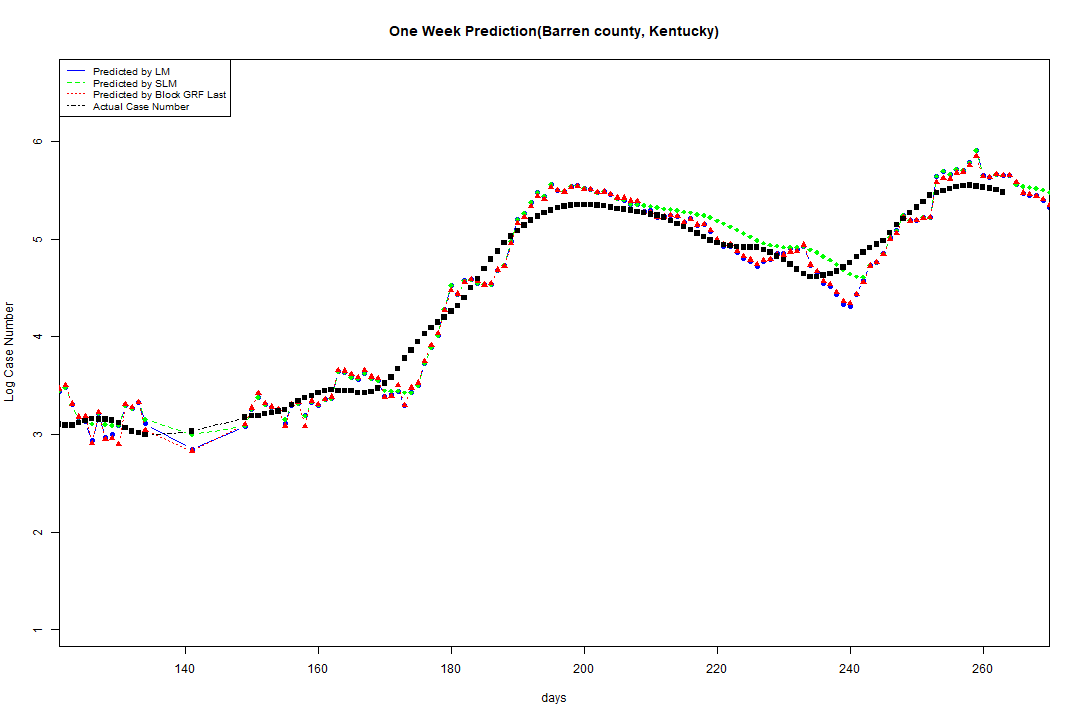 One Week Prediction(Barren county, Kentucky)
Predicted by LM
Predicted by SLM
Predicted by Block GRF Last
Actual Case Number
6
5
4
3
2
1
Log Case Number
140 160 180 200 220 240 260
days